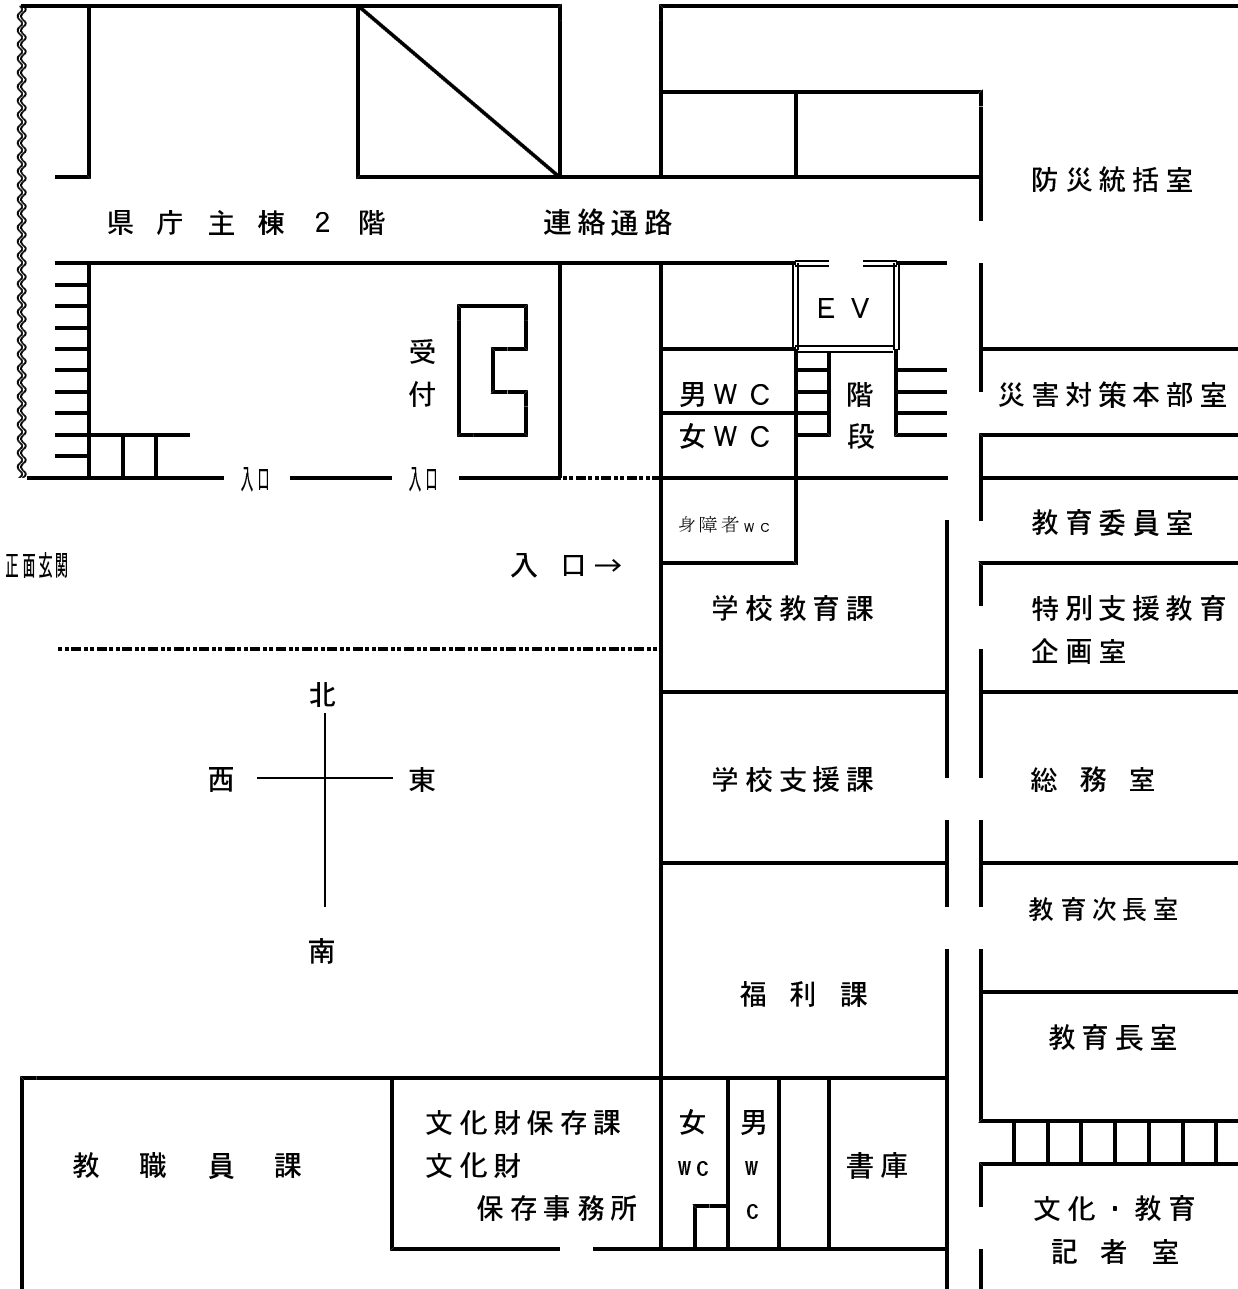 防災統括室
県庁主棟2階 連絡通路
EV
受付
男WC
階段
災害対策本部室
女WC
入口
入口
身障者WC
教育委員室
正面玄関
入口→
学校教育課
特別支援教育
企画室
北
西
東
南
学校支援課
総務室
教育次長室
福利課
教育長室
教職員課
文化財保存課
文化財
保存事務所
女
WC
男
W
C
書庫
文化・教育
記者室